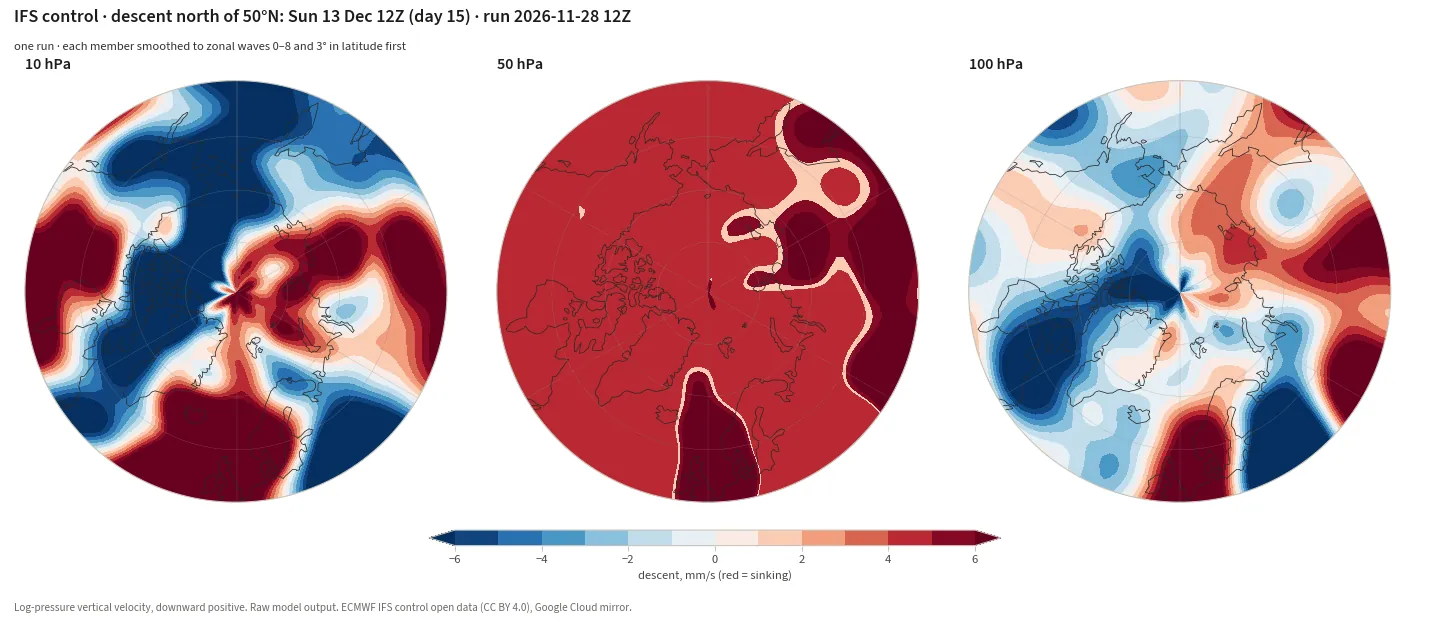 IFS control · descent north of 50°N: Sun 13 Dec 12Z (day 15) · run 2026-11-28 12Z
one run · each member smoothed to zonal waves 0–8 and 3° in latitude first
10 hPa
50 hPa
100 hPa
−6 −4 −2 0 2 4 6
descent, mm/s (red = sinking)
Log-pressure vertical velocity, downward positive. Raw model output. ECMWF IFS control open data (CC BY 4.0), Google Cloud mirror.